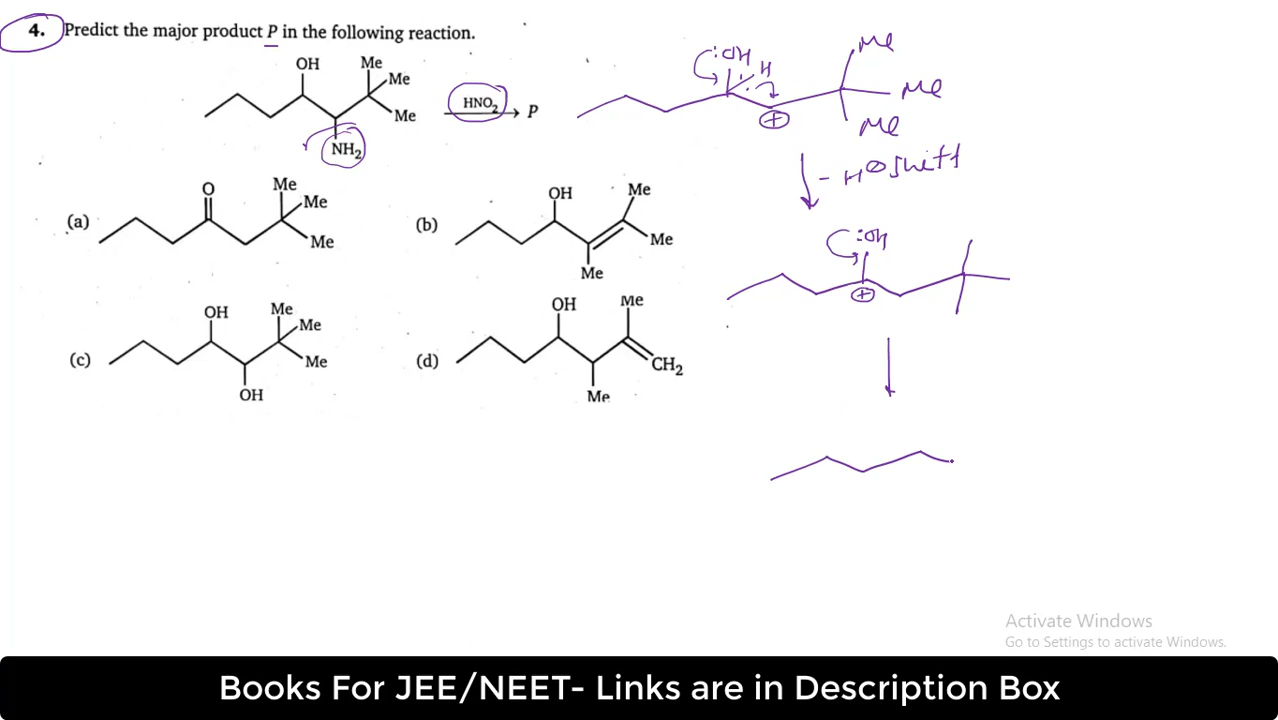 4. Predict the major product P in the following reaction.
OH Me
Me
Me
NH₂
HNO₂
P
(a)
O Me
Me
Me
(b)
OH Me
Me
Me
(c)
OH Me
Me
Me
OH
(d)
OH Me
CH₂
Me
:OH
H
Me
Me
Me
⊕
- H⊖ Shift
:OH
⊕
Activate Windows
Go to Settings to activate Windows.
Books For JEE/NEET- Links are in Description Box